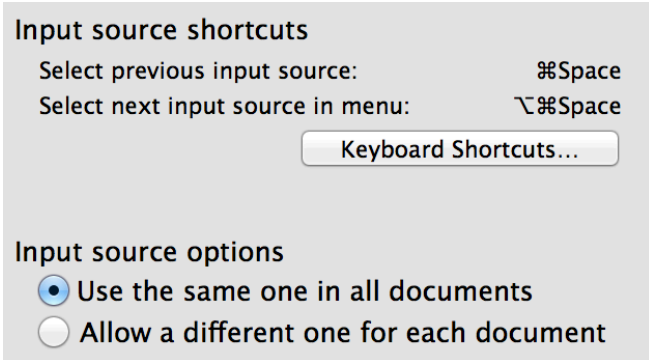 Input source shortcuts
Select previous input source: ⌘Space
Select next input source in menu: ⌥⌘Space
Keyboard Shortcuts...
Input source options
Use the same one in all documents
Allow a different one for each document